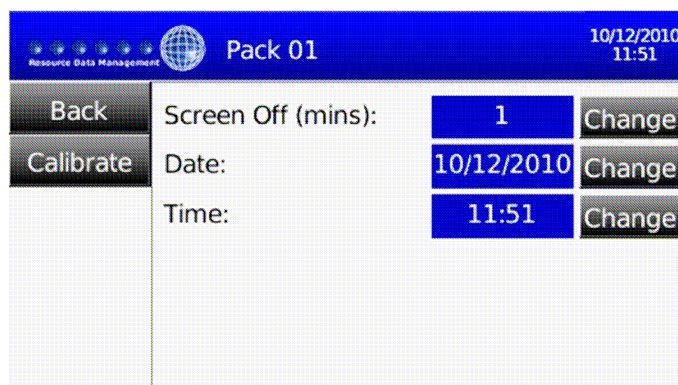 Resource Data Management
Pack 01
10/12/2010
11:51
Back
Calibrate
Screen Off (mins): 1 Change
Date: 10/12/2010 Change
Time: 11:51 Change